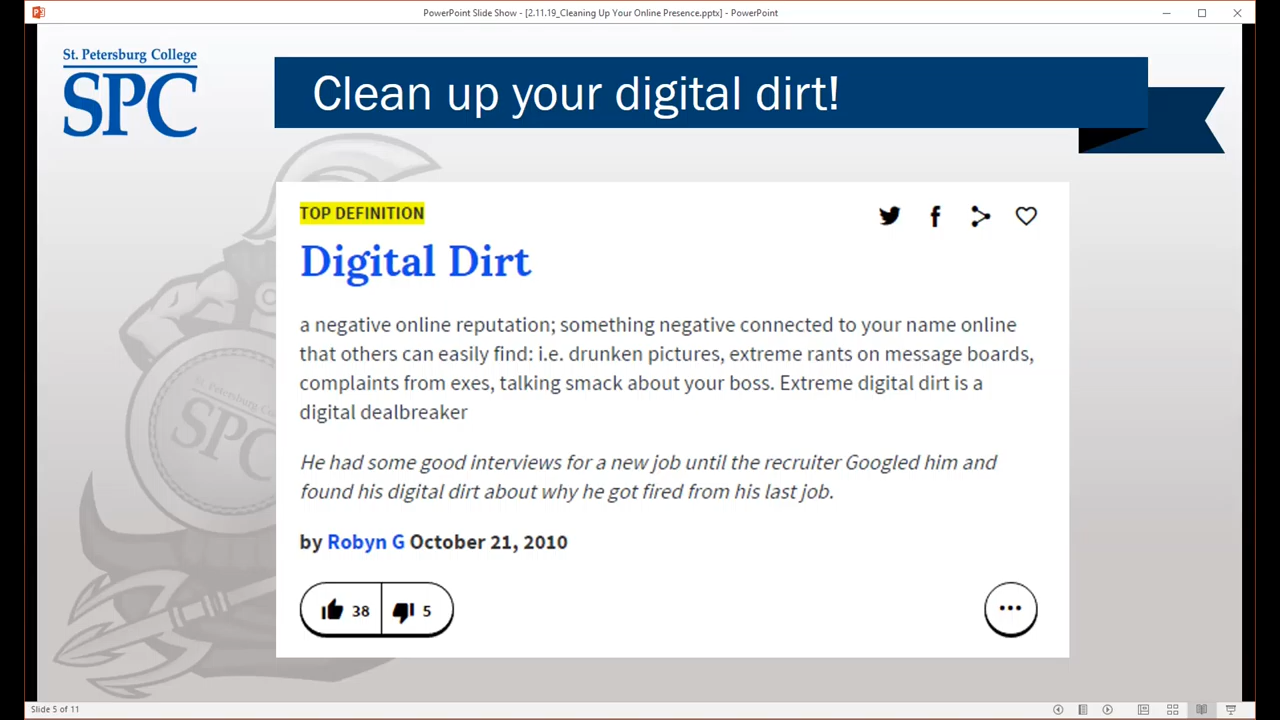 PowerPoint Slide Show - [2.11.19_Cleaning Up Your Online Presence.pptx] - PowerPoint
St. Petersburg College
SPC
Clean up your digital dirt!
TOP DEFINITION
Digital Dirt
a negative online reputation; something negative connected to your name online
that others can easily find: i.e. drunken pictures, extreme rants on message boards,
complaints from exes, talking smack about your boss. Extreme digital dirt is a
digital dealbreaker
He had some good interviews for a new job until the recruiter Googled him and
found his digital dirt about why he got fired from his last job.
by Robyn G October 21, 2010
38
5
St. Petersburg College
SPC
Slide 5 of 11